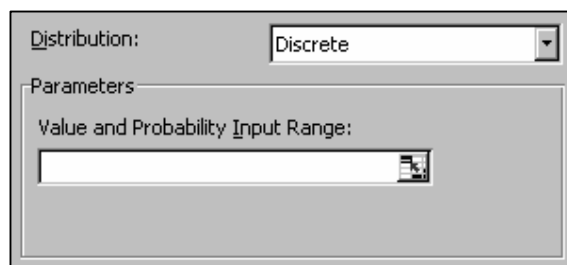 Distribution: Discrete
Parameters
Value and Probability Input Range: